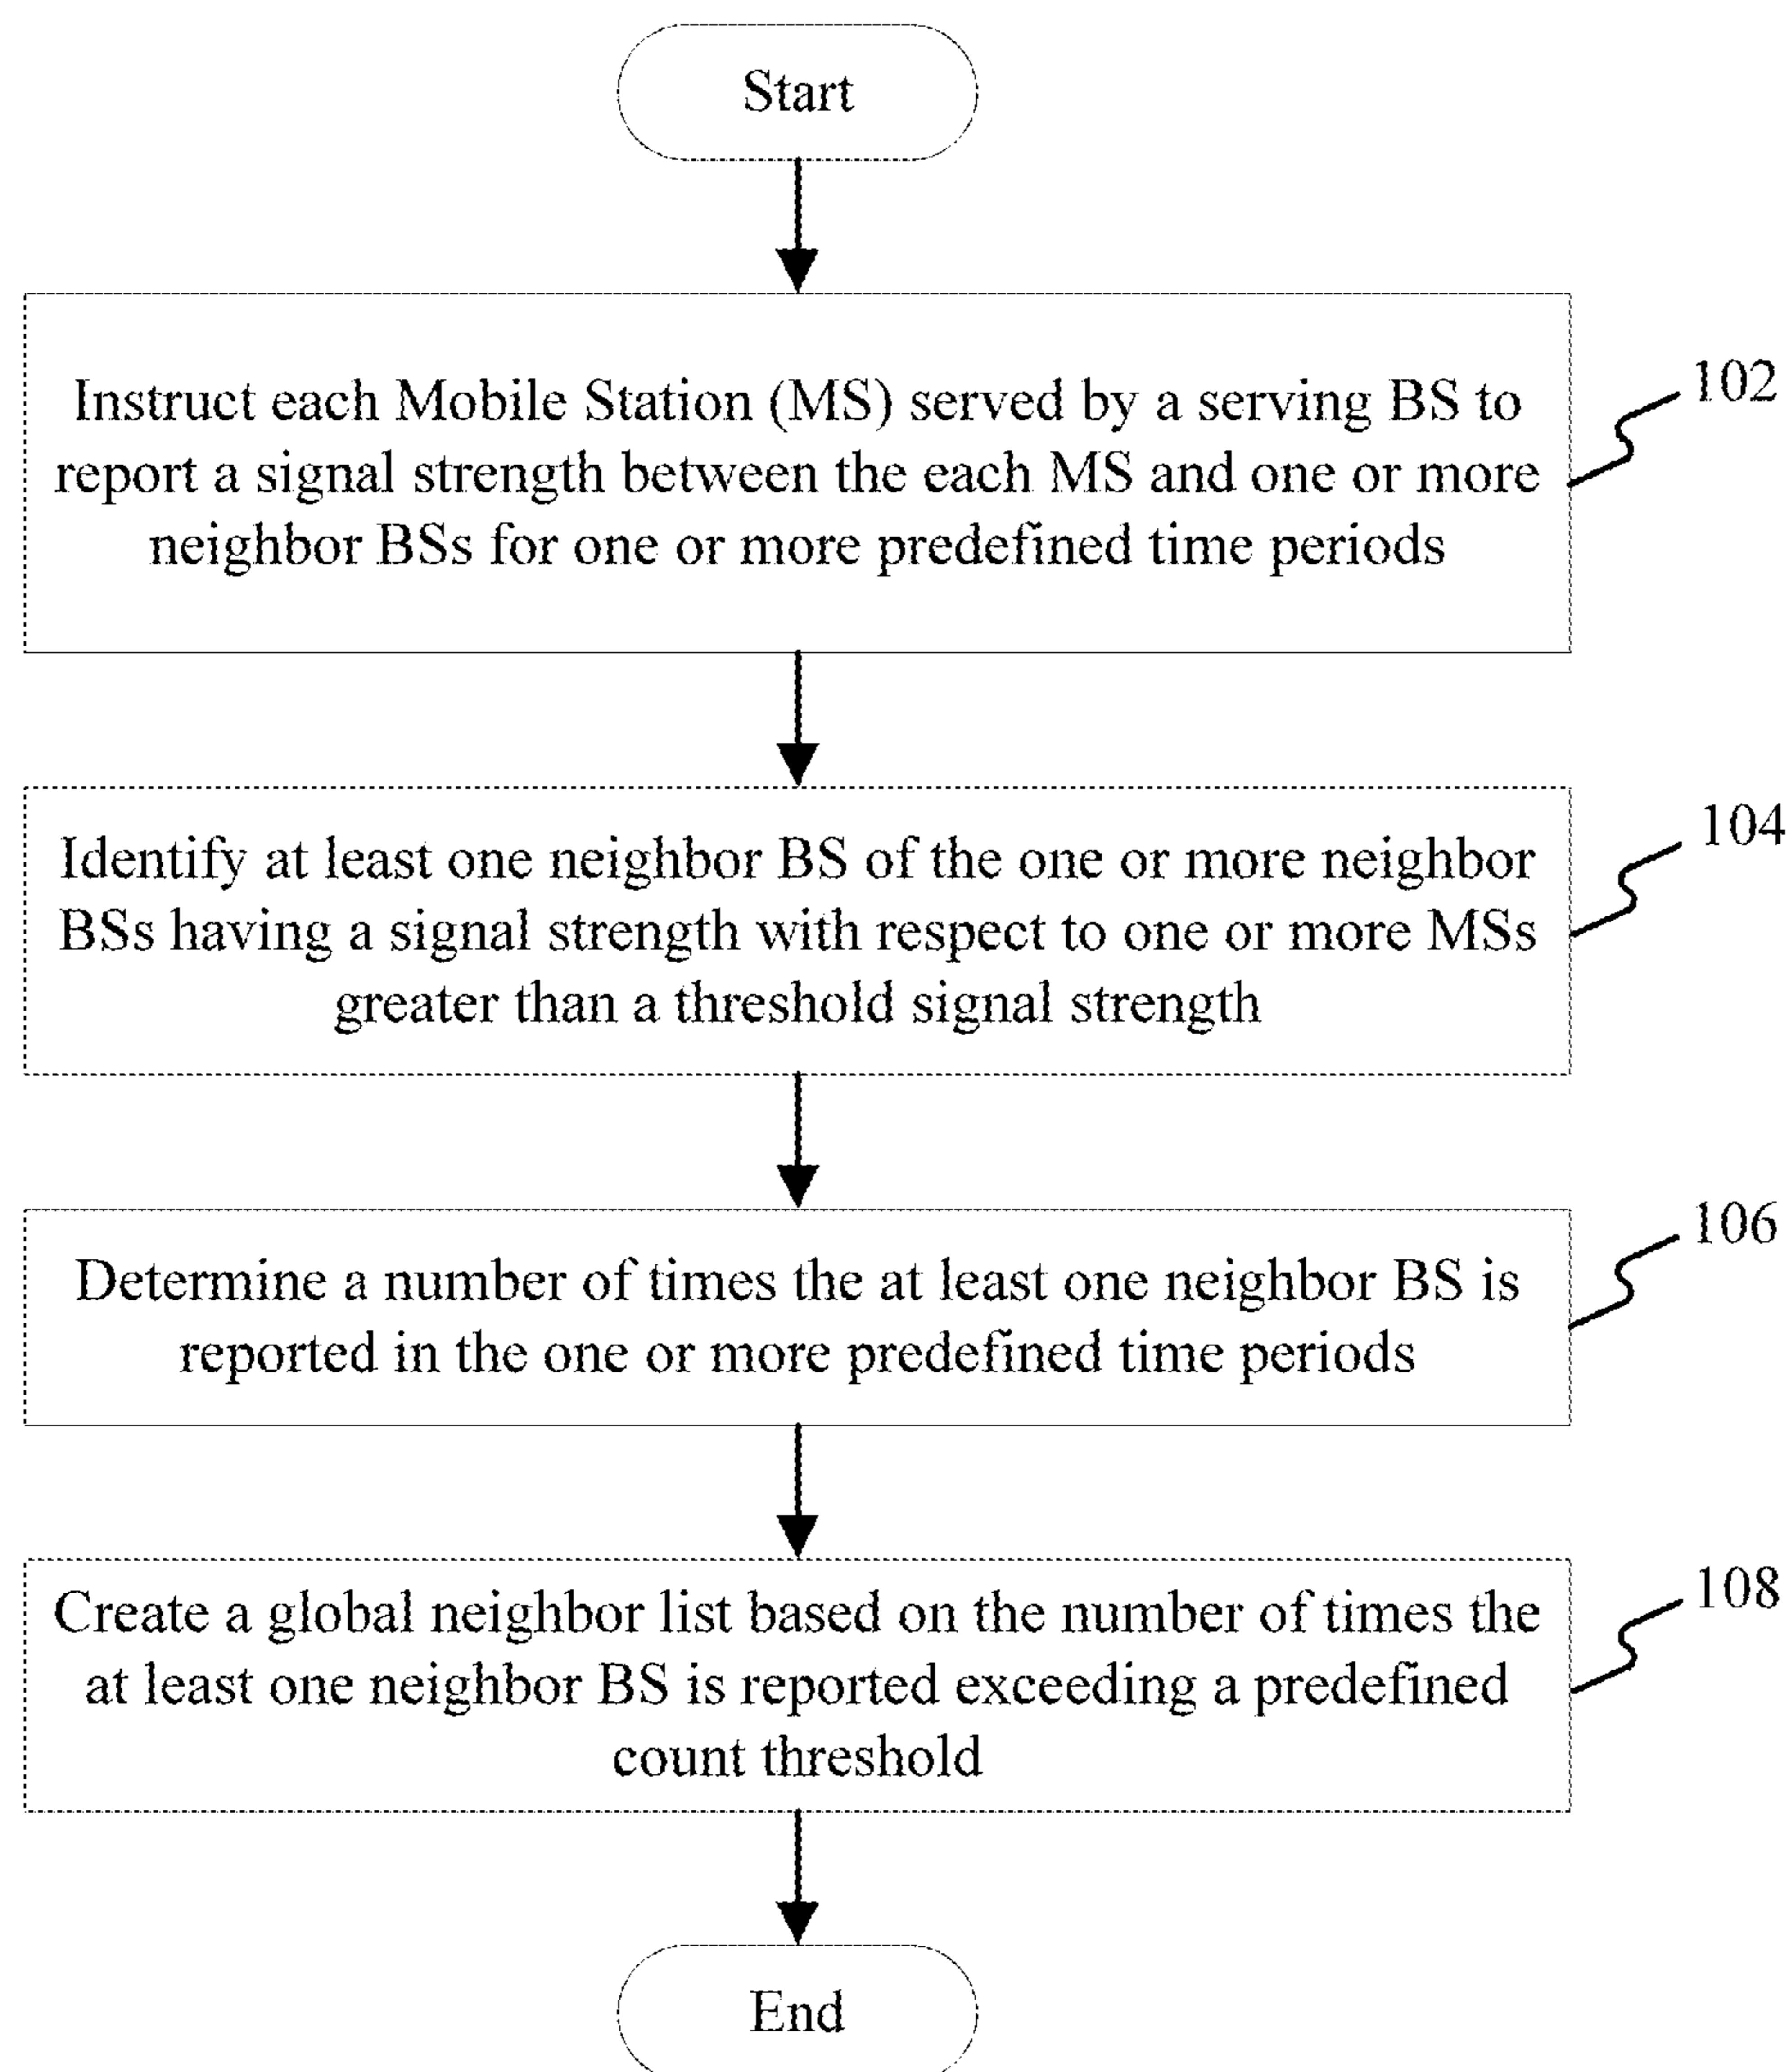 Start
Instruct each Mobile Station (MS) served by a serving BS to
report a signal strength between the each MS and one or more
neighbor BSs for one or more predefined time periods
102
Identify at least one neighbor BS of the one or more neighbor
BSs having a signal strength with respect to one or more MSs
greater than a threshold signal strength
104
Determine a number of times the at least one neighbor BS is
reported in the one or more predefined time periods
106
Create a global neighbor list based on the number of times the
at least one neighbor BS is reported exceeding a predefined
count threshold
108
End